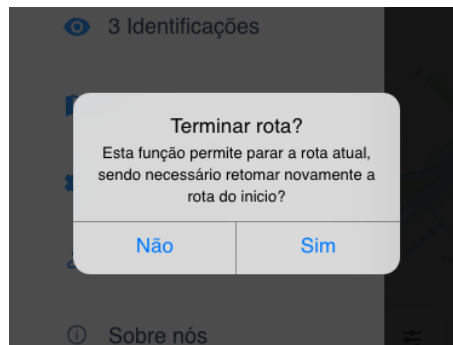 3 Identificações
Terminar rota?
Esta função permite parar a rota atual,
sendo necessário retomar novamente a
rota do inicio?
Não
Sim
Sobre nós